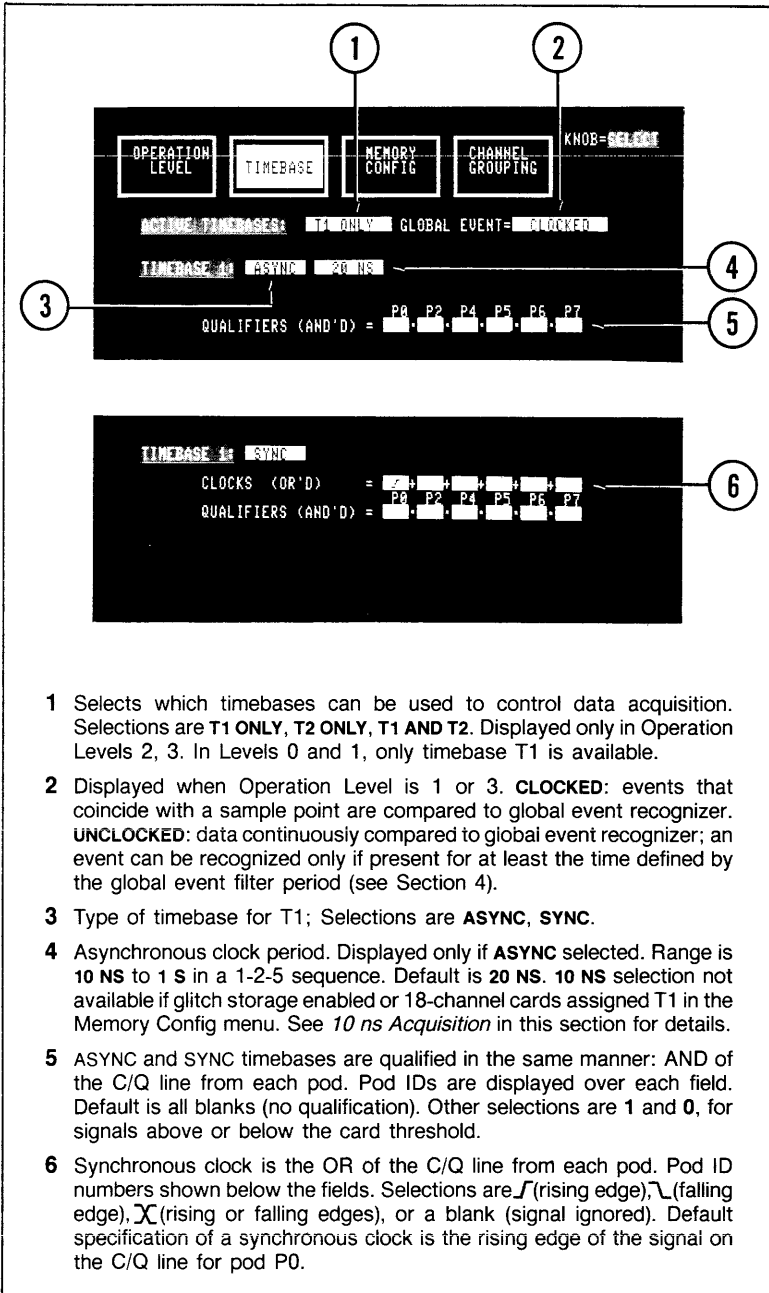 1
2
KNOB=SELECT
OPERATION LEVEL
TIMEBASE
MEMORY CONFIG
CHANNEL GROUPING
ACTIVE TIMEBASES: T1 ONLY GLOBAL EVENT= CLOCKED
TIMEBASE 1: ASYNC 20 NS
4
3
P0 P2 P4 P5 P6 P7
QUALIFIERS (AND'D) =
5
TIMEBASE 1: SYNC
CLOCKS (OR'D) = + + + + +
6
P0 P2 P4 P5 P6 P7
QUALIFIERS (AND'D) =
1 Selects which timebases can be used to control data acquisition.
Selections are T1 ONLY, T2 ONLY, T1 AND T2. Displayed only in Operation
Levels 2, 3. In Levels 0 and 1, only timebase T1 is available.
2 Displayed when Operation Level is 1 or 3. CLOCKED: events that
coincide with a sample point are compared to global event recognizer.
UNCLOCKED: data continuously compared to global event recognizer; an
event can be recognized only if present for at least the time defined by
the global event filter period (see Section 4).
3 Type of timebase for T1; Selections are ASYNC, SYNC.
4 Asynchronous clock period. Displayed only if ASYNC selected. Range is
10 NS to 1 S in a 1-2-5 sequence. Default is 20 NS. 10 NS selection not
available if glitch storage enabled or 18-channel cards assigned T1 in the
Memory Config menu. See 10 ns Acquisition in this section for details.
5 ASYNC and SYNC timebases are qualified in the same manner: AND of
the C/Q line from each pod. Pod IDs are displayed over each field.
Default is all blanks (no qualification). Other selections are 1 and 0, for
signals above or below the card threshold.
6 Synchronous clock is the OR of the C/Q line from each pod. Pod ID
numbers shown below the fields. Selections are (rising edge), (falling
edge), (rising or falling edges), or a blank (signal ignored). Default
specification of a synchronous clock is the rising edge of the signal on
the C/Q line for pod P0.